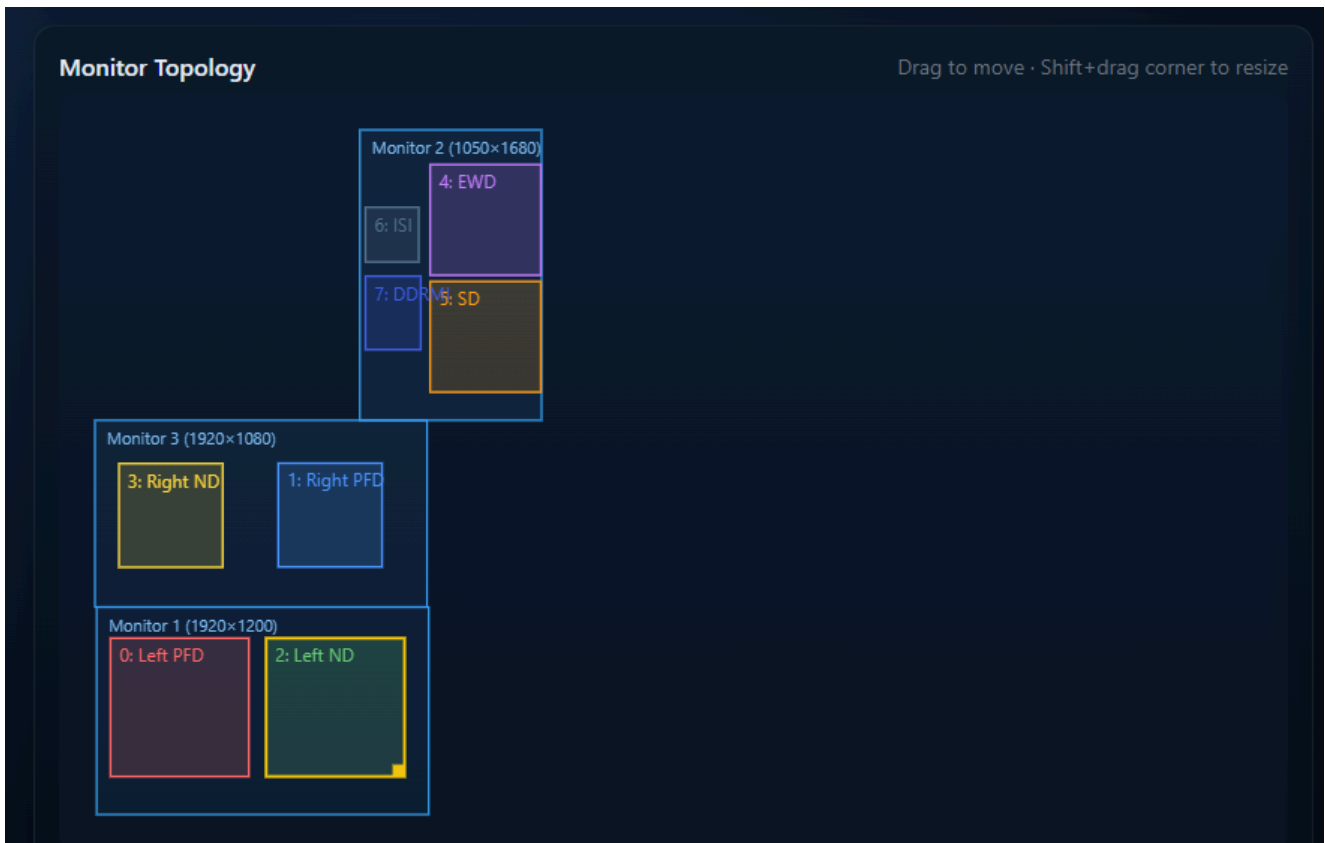 Monitor Topology
Drag to move · Shift+drag corner to resize
Monitor 2 (1050×1680)
4: EWD
6: ISI
7: DDRMI
5: SD
Monitor 3 (1920×1080)
3: Right ND
1: Right PFD
Monitor 1 (1920×1200)
0: Left PFD
2: Left ND